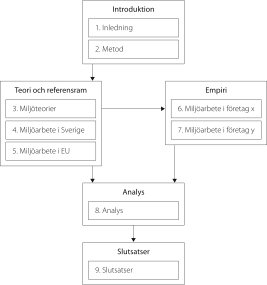 Introduktion
1. Inledning
2. Metod
Teori och referensram
3. Miljöteorier
4. Miljöarbete i Sverige
5. Miljöarbete i EU
Empiri
6. Miljöarbete i företag x
7. Miljöarbete i företag y
Analys
8. Analys
Slutsatser
9. Slutsatser